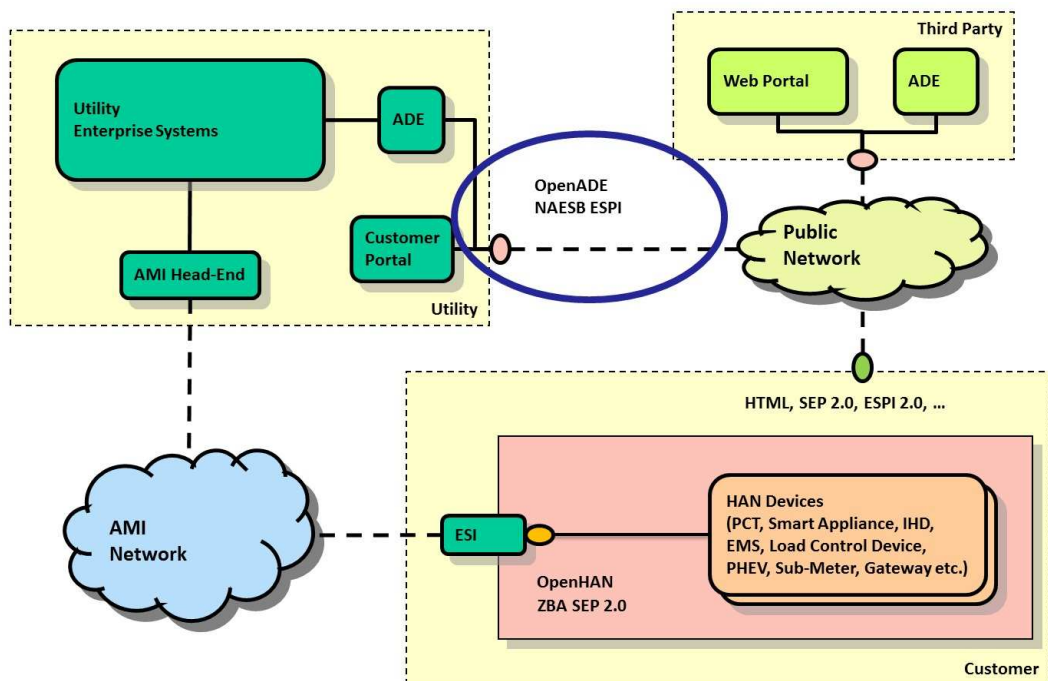 Third Party
Utility
Enterprise Systems
ADE
Web Portal
ADE
OpenADE
NAESB ESPI
Customer
Portal
Public
Network
AMI Head-End
Utility
HTML, SEP 2.0, ESPI 2.0, ...
AMI
Network
ESI
HAN Devices
(PCT, Smart Appliance, IHD,
EMS, Load Control Device,
PHEV, Sub-Meter, Gateway etc.)
OpenHAN
ZBA SEP 2.0
Customer